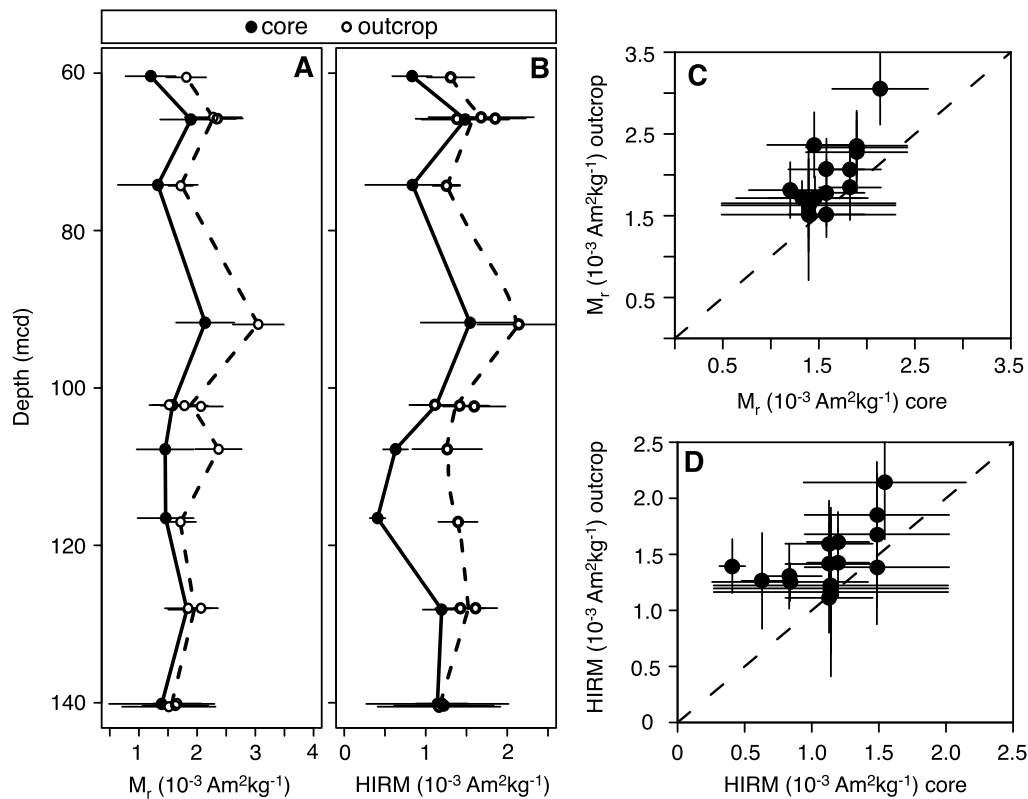 core outcrop
A
B
C
D
60
80
100
120
140
Depth (mcd)
1 2 3 4
Mr (10-3 Am2kg-1)
0 1 2
HIRM (10-3 Am2kg-1)
3.5
2.5
1.5
0.5
Mr (10-3 Am2kg-1) outcrop
0.5 1.5 2.5 3.5
Mr (10-3 Am2kg-1) core
2.5
2.0
1.5
1.0
0.5
0
HIRM (10-3 Am2kg-1) outcrop
0 0.5 1.0 1.5 2.0 2.5
HIRM (10-3 Am2kg-1) core